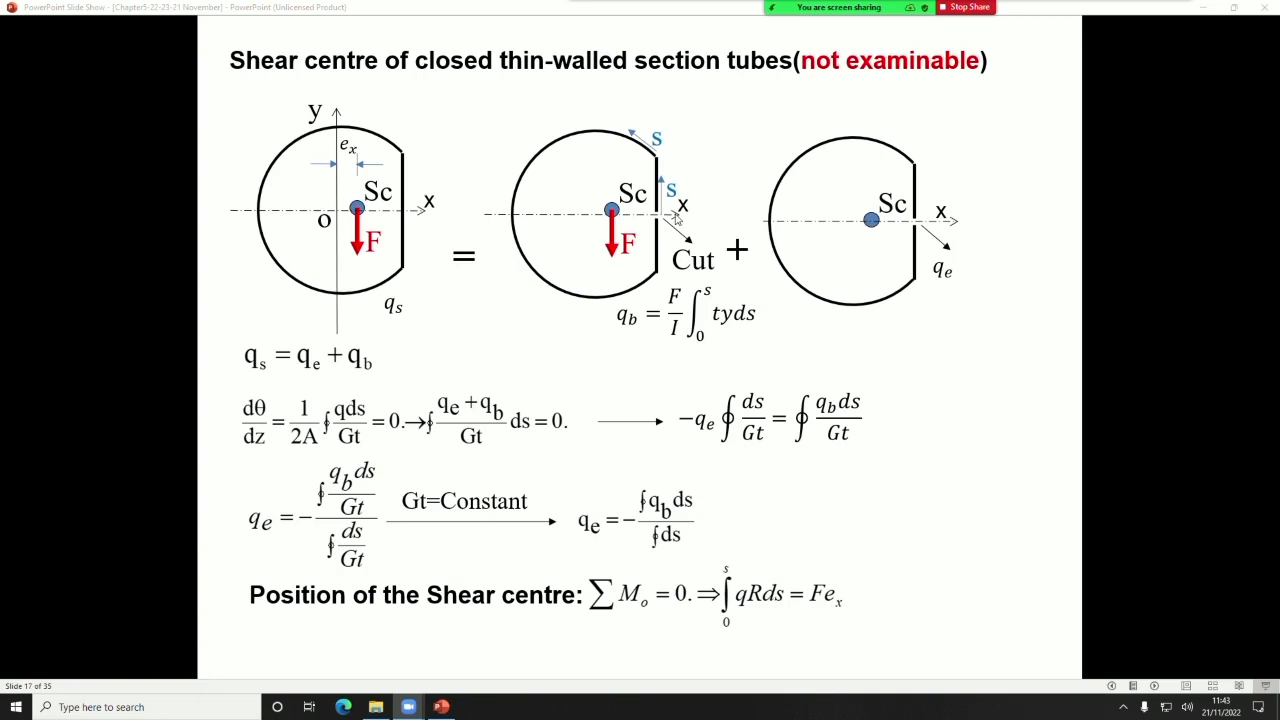 PowerPoint Slide Show - [Chapter5-22-23-21 November] - PowerPoint (Unlicensed Product)
You are screen sharing
Stop Share
Shear centre of closed thin-walled section tubes(not examinable)
y
e_x
Sc
x
o
F
q_s
=
s
Sc
s
x
F
Cut
q_b = F/I ∫_0^s tyds
+
Sc
x
q_e
q_s = q_e + q_b
dθ/dz = 1/2A ∮ qds/Gt = 0. → ∮ (q_e + q_b)/Gt ds = 0. → −q_e ∮ ds/Gt = ∮ q_b ds/Gt
q_e = − (∮ q_b ds/Gt)/(∮ ds/Gt) Gt=Constant → q_e = − ∮q_b ds/∮ds
Position of the Shear centre: ∑ M_o = 0. ⇒ ∫_0^s qRds = Fe_x
Slide 17 of 35
Type here to search
11:43
21/11/2022